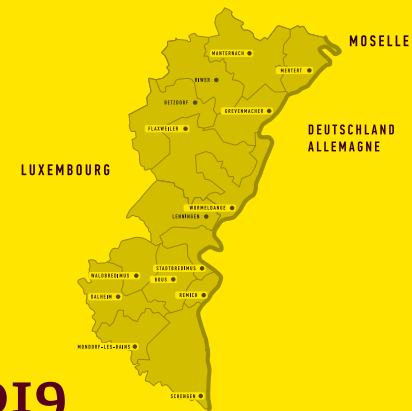 MOSELLE
MANTERNACH
MERTERT
BIWER
BETZDORF
GREVENMACHER
FLAXWEILER
DEUTSCHLAND
ALLEMAGNE
LUXEMBOURG
WORMELDANGE
LENNINGEN
STADTBREDIMUS
WALDBREDIMUS
BOUS
DALHEIM
REMICH
MONDORF-LES-BAINS
SCHENGEN
019